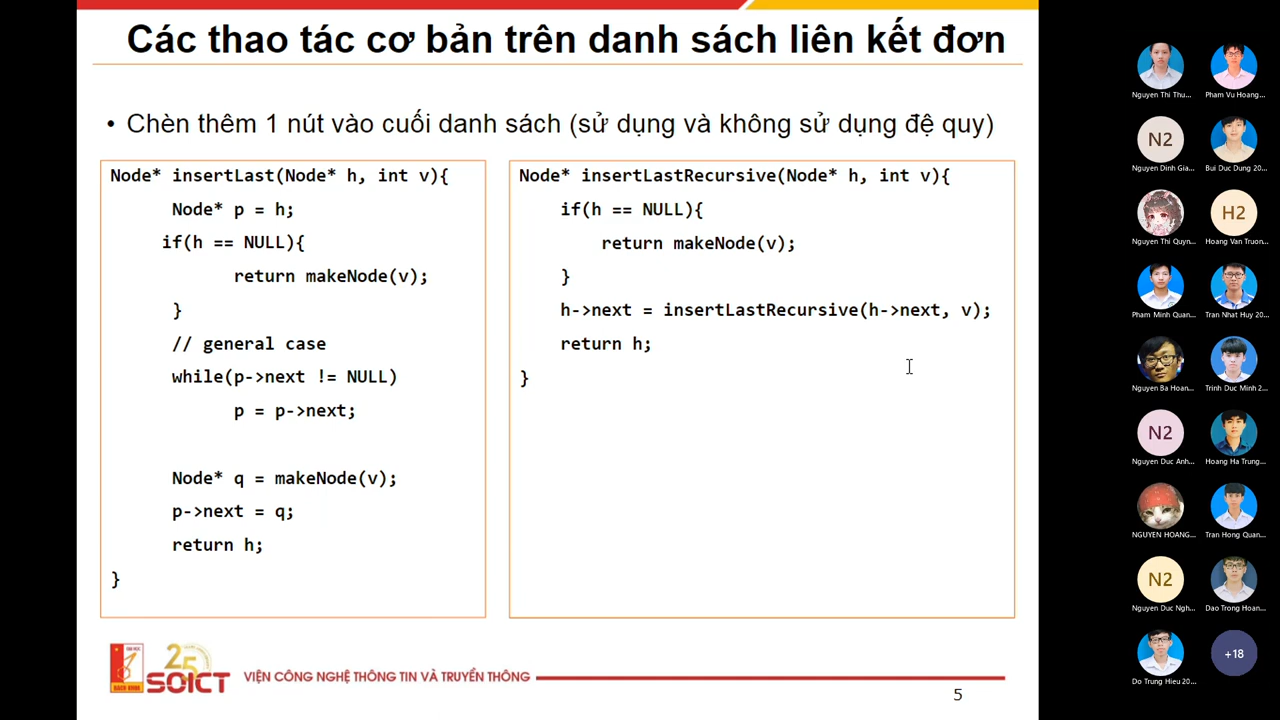 Các thao tác cơ bản trên danh sách liên kết đơn
• Chèn thêm 1 nút vào cuối danh sách (sử dụng và không sử dụng đệ quy)
Node* insertLast(Node* h, int v){
Node* p = h;
if(h == NULL){
return makeNode(v);
}
// general case
while(p->next != NULL)
p = p->next;
Node* q = makeNode(v);
p->next = q;
return h;
}
Node* insertLastRecursive(Node* h, int v){
if(h == NULL){
return makeNode(v);
}
h->next = insertLastRecursive(h->next, v);
return h;
}
25
SOICT
VIỆN CÔNG NGHỆ THÔNG TIN VÀ TRUYỀN THÔNG
5
Nguyen Thi Thu...
Pham Vu Hoang...
N2
Nguyen Dinh Gia...
Bui Duc Dung 20...
Nguyen Thi Quyn...
H2
Hoang Van Truon...
Pham Minh Quan...
Tran Nhat Huy 20...
Nguyen Ba Hoan...
Trinh Duc Minh 2...
N2
Nguyen Duc Anh...
Hoang Ha Trung...
NGUYEN HOANG...
Tran Hong Quan...
N2
Nguyen Duc Ngh...
Dao Trong Hoan...
Do Trung Hieu 20...
+18